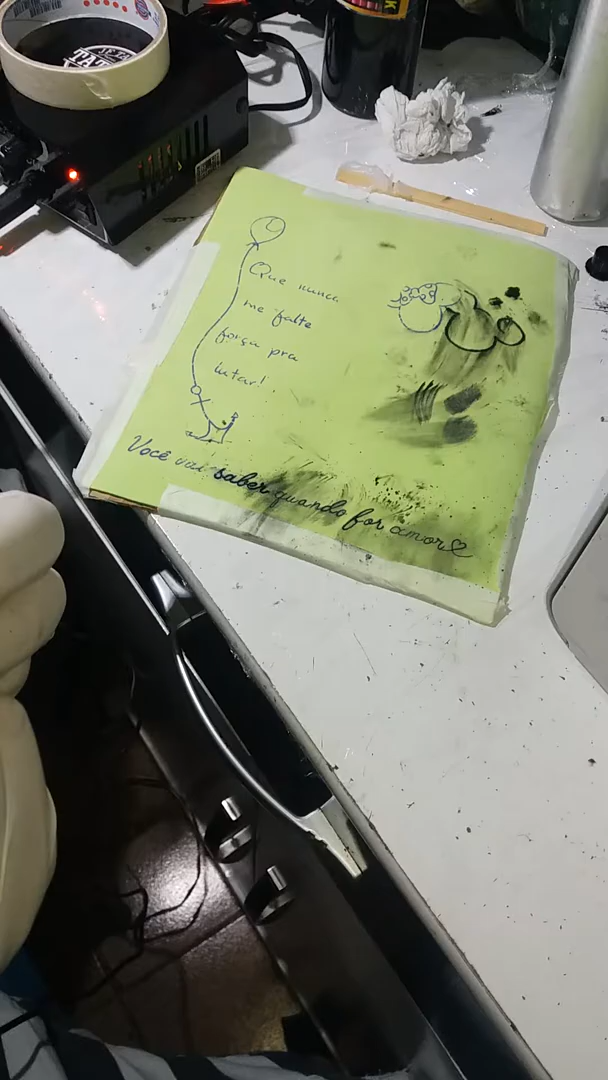 Que nunca
me falte
força pra
lutar!
Você vai saber quando for amor